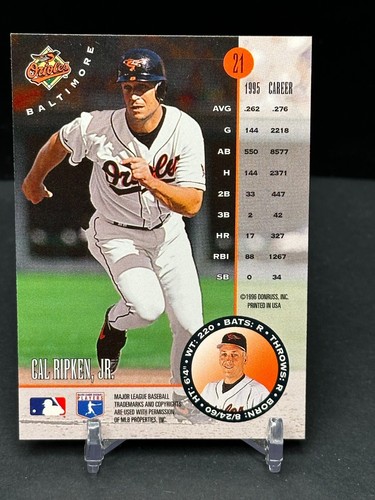 Orioles
BALTIMORE
21
1995 CAREER
AVG .262 .276
G 144 2218
AB 550 8577
H 144 2371
2B 33 447
3B 2 42
HR 17 327
RBI 88 1267
SB 0 34
Orioles
©1996 DONRUSS, INC.
PRINTED IN USA
HT: 6'4" • WT: 220 • BATS: R • THROWS: R • BORN: 8/24/60
CAL RIPKEN, JR.
MAJOR LEAGUE BASEBALL
TRADEMARKS AND COPYRIGHTS
ARE USED WITH PERMISSION
OF MLB PROPERTIES, INC.